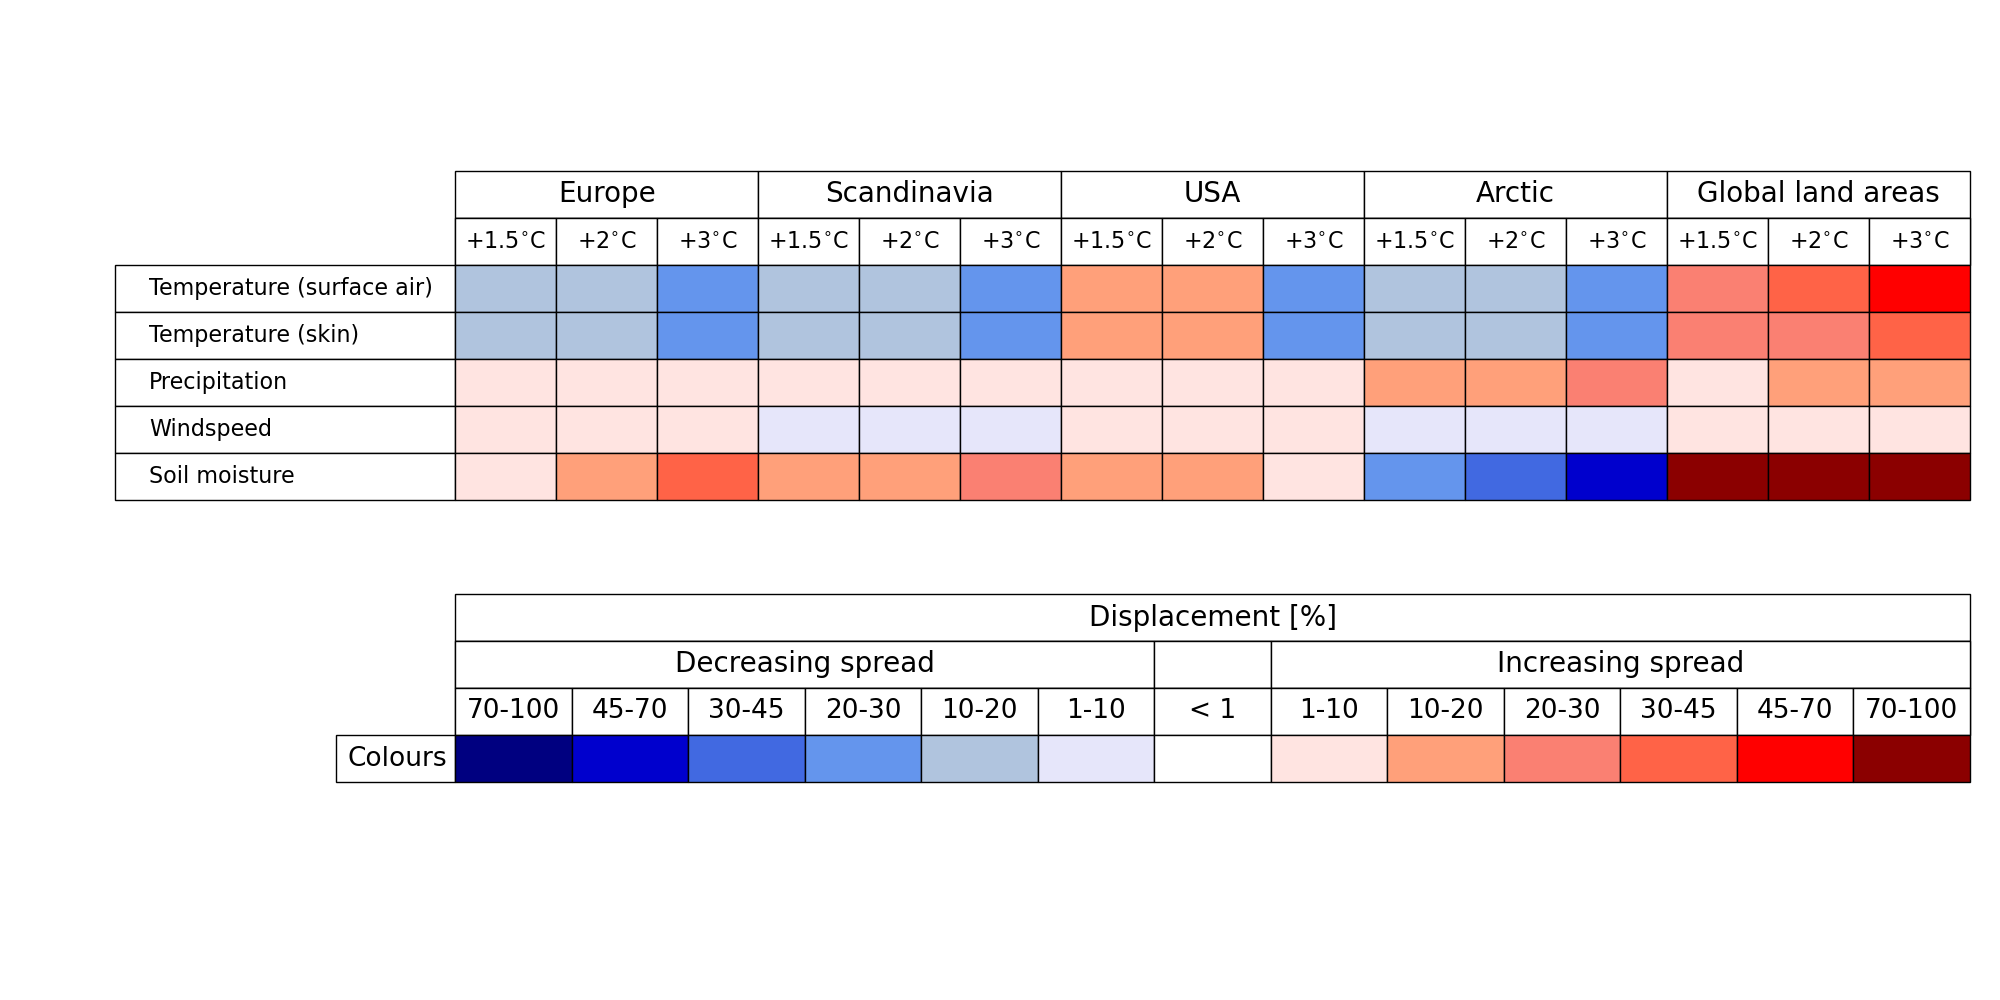 Europe Scandinavia USA Arctic Global land areas
+1.5°C +2°C +3°C +1.5°C +2°C +3°C +1.5°C +2°C +3°C +1.5°C +2°C +3°C +1.5°C +2°C +3°C
Temperature (surface air)
Temperature (skin)
Precipitation
Windspeed
Soil moisture
Displacement [%]
Decreasing spread Increasing spread
70-100 45-70 30-45 20-30 10-20 1-10 < 1 1-10 10-20 20-30 30-45 45-70 70-100
Colours